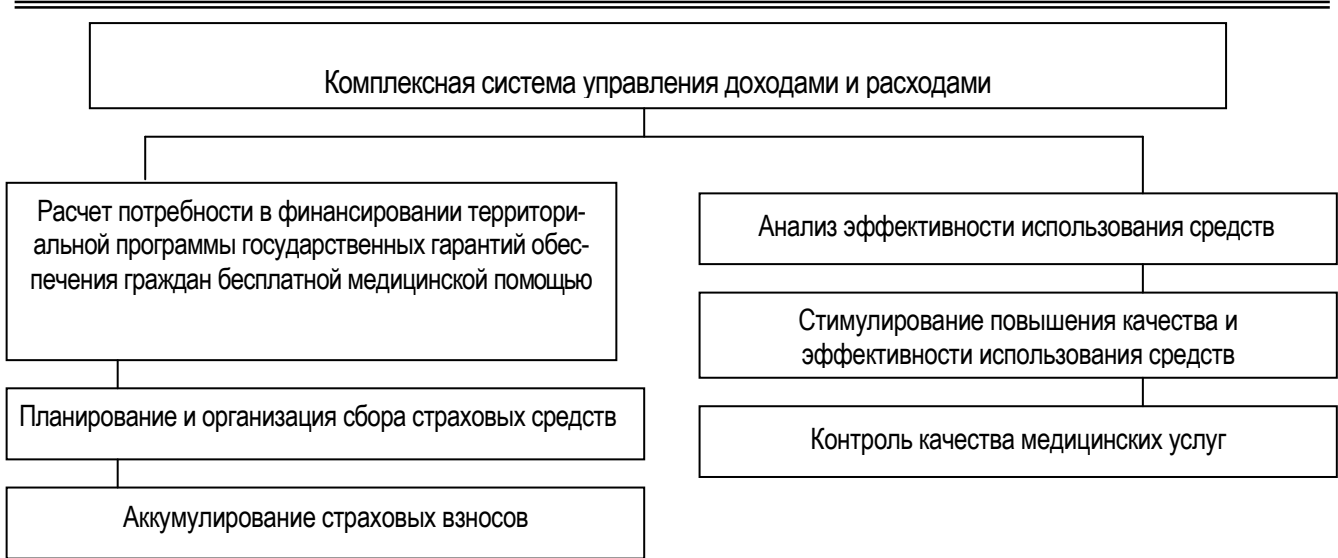 Комплексная система управления доходами и расходами
Расчет потребности в финансировании территори-
альной программы государственных гарантий обес-
печения граждан бесплатной медицинской помощью
Планирование и организация сбора страховых средств
Аккумулирование страховых взносов
Анализ эффективности использования средств
Стимулирование повышения качества и
эффективности использования средств
Контроль качества медицинских услуг